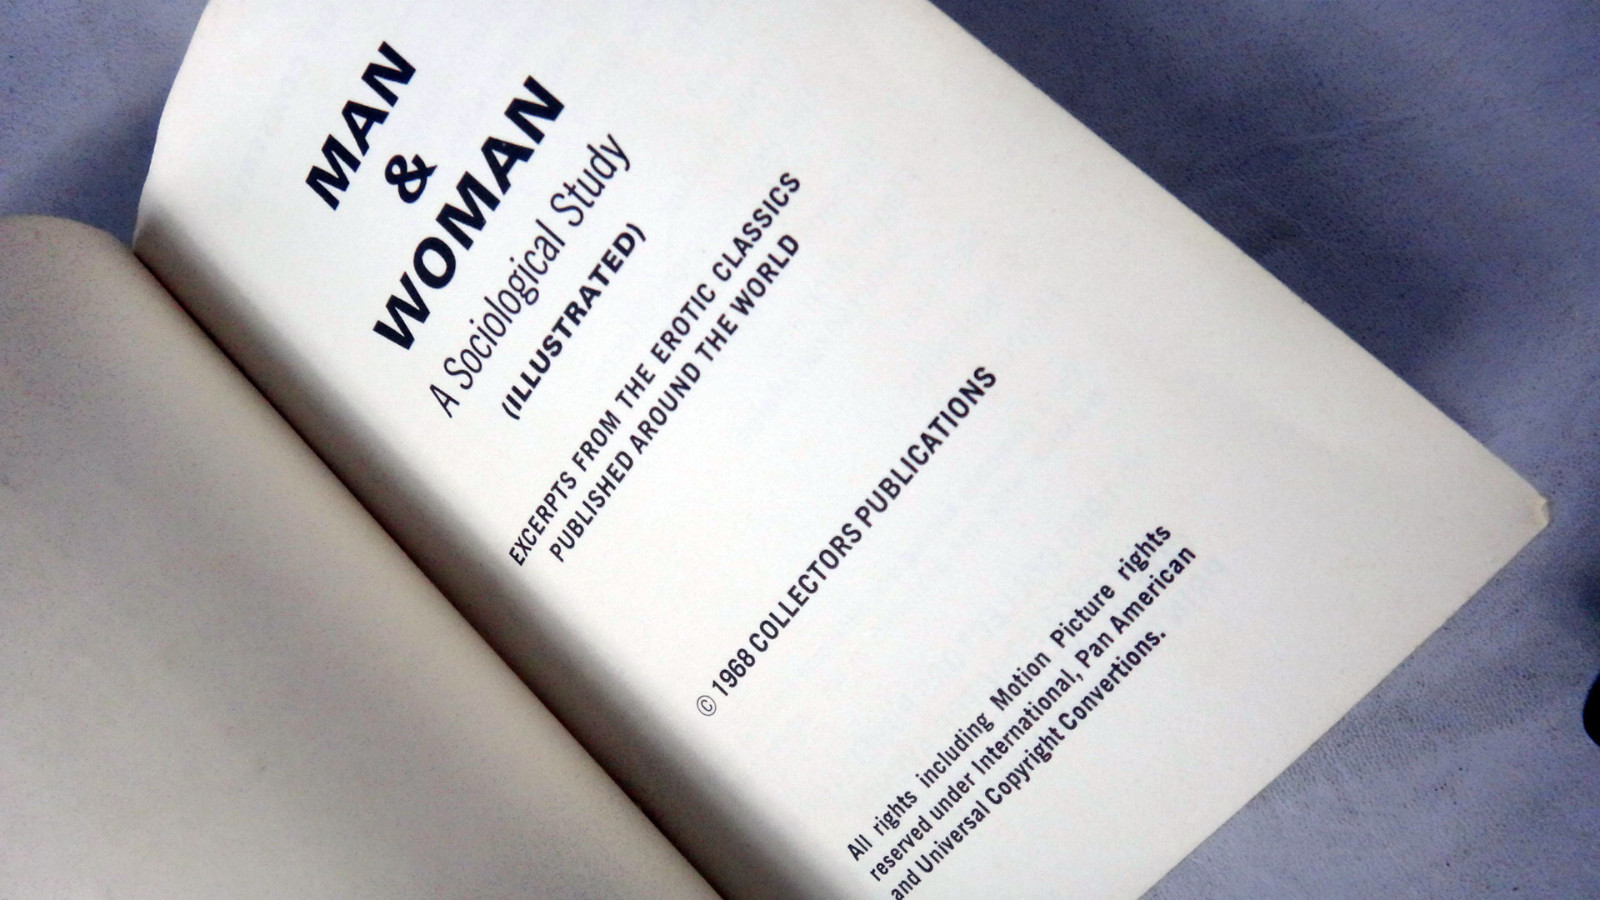 MAN
&
WOMAN
A Sociological Study
(ILLUSTRATED)
EXCERPTS FROM THE EROTIC CLASSICS
PUBLISHED AROUND THE WORLD
© 1968 COLLECTORS PUBLICATIONS
All rights including Motion Picture rights
reserved under International, Pan American
and Universal Copyright Convertions.